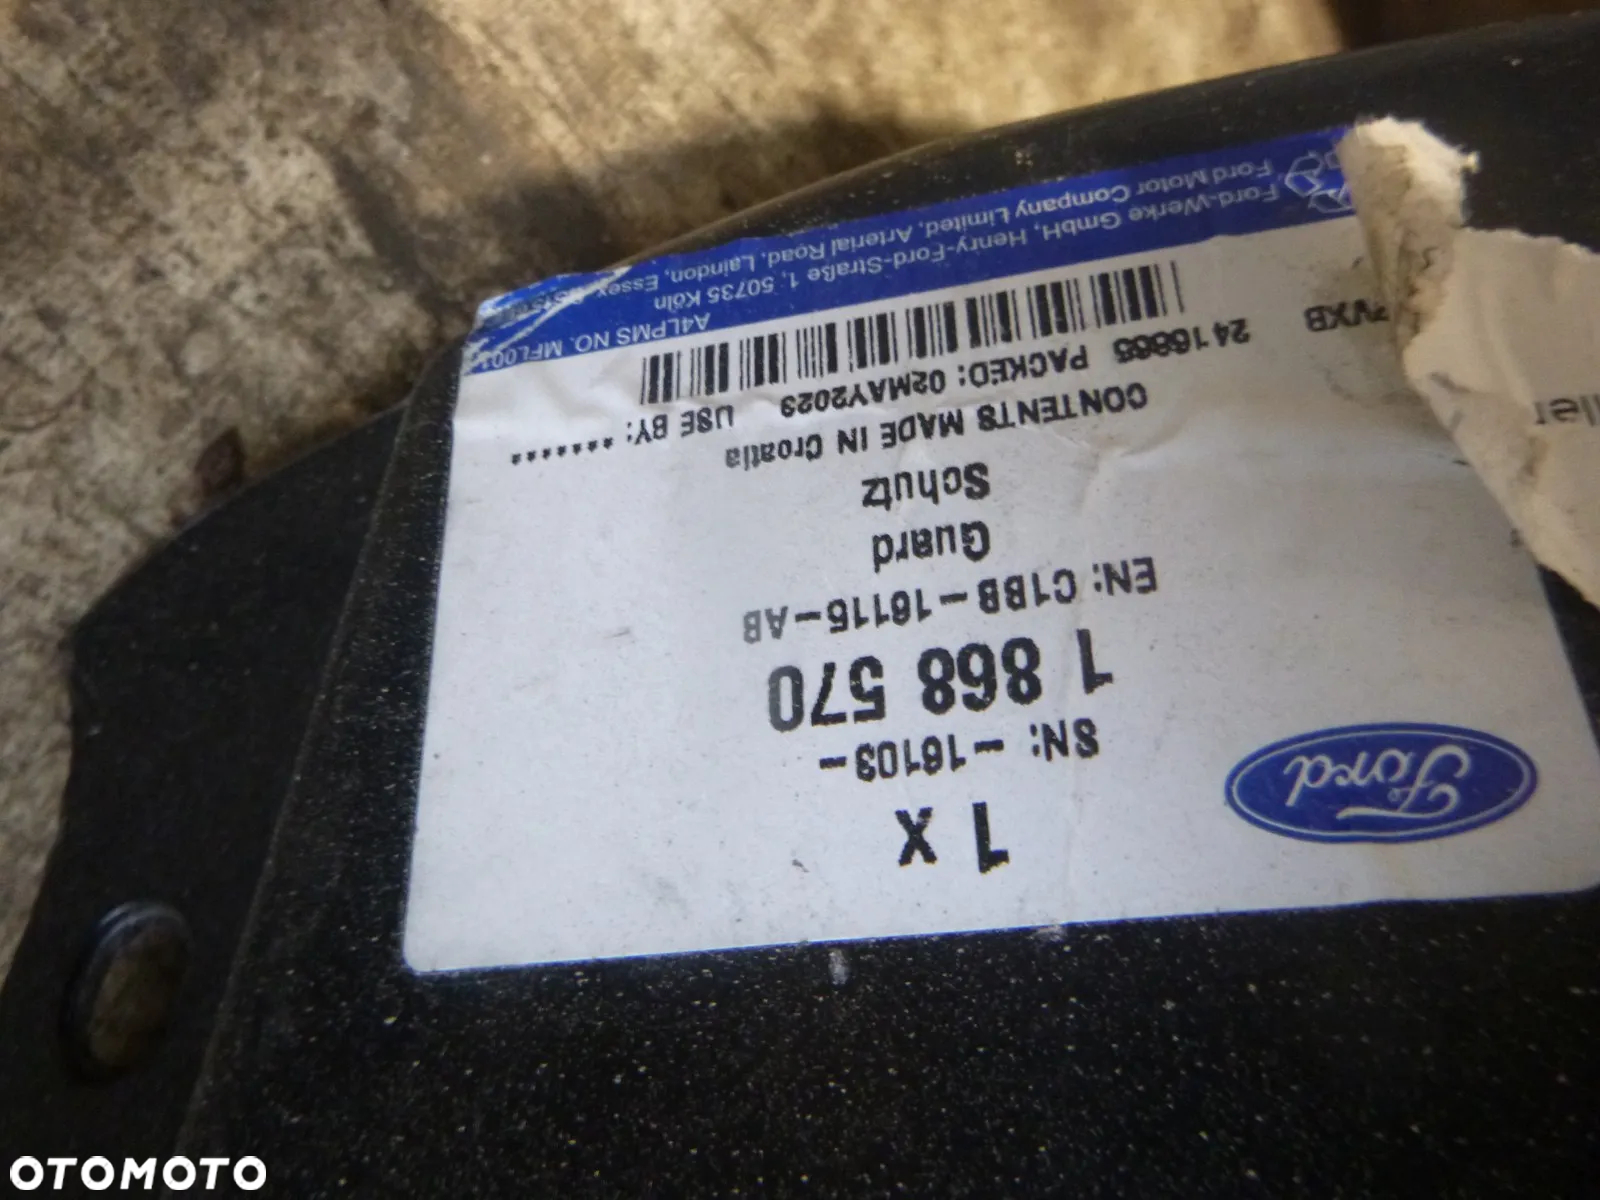 Ford
1 x
SN: -16103-
1 868 570
EN: C1BB-16115-AB
Guard
Schutz
CONTENTS MADE IN Croatia
2416865 PACKED: 02MAY2023 USE BY: *******
VXB
A4LPMS NO. MFL001
Ford-Werke GmbH, Henry-Ford-Straße 1, 50735 Köln
Ford Motor Company Limited, Arterial Road, Laindon, Essex,
OTOMOTO